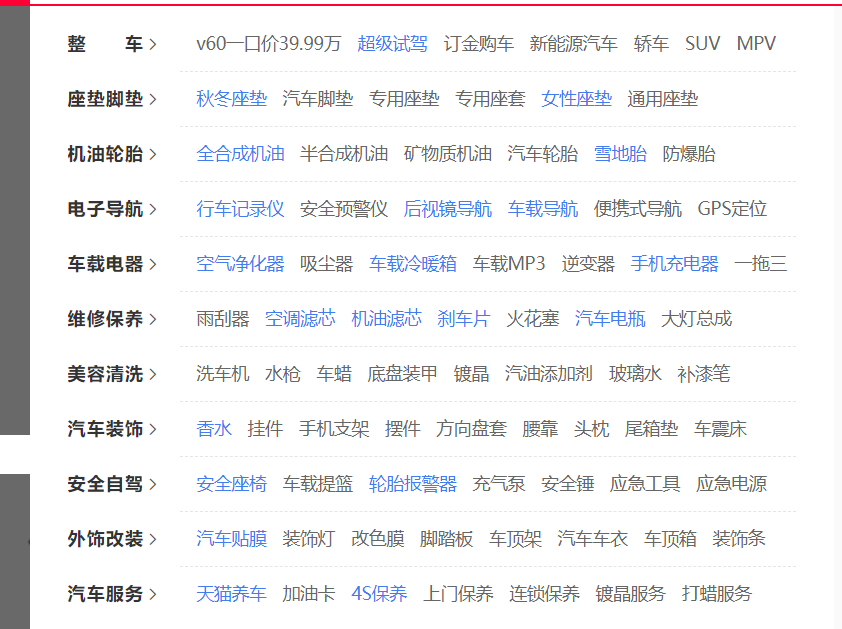 整 车 > v60一口价39.99万 超级试驾 订金购车 新能源汽车 轿车 SUV MPV
座垫脚垫 > 秋冬座垫 汽车脚垫 专用座垫 专用座套 女性座垫 通用座垫
机油轮胎 > 全合成机油 半合成机油 矿物质机油 汽车轮胎 雪地胎 防爆胎
电子导航 > 行车记录仪 安全预警仪 后视镜导航 车载导航 便携式导航 GPS定位
车载电器 > 空气净化器 吸尘器 车载冷暖箱 车载MP3 逆变器 手机充电器 一拖三
维修保养 > 雨刮器 空调滤芯 机油滤芯 刹车片 火花塞 汽车电瓶 大灯总成
美容清洗 > 洗车机 水枪 车蜡 底盘装甲 镀晶 汽油添加剂 玻璃水 补漆笔
汽车装饰 > 香水 挂件 手机支架 摆件 方向盘套 腰靠 头枕 尾箱垫 车震床
安全自驾 > 安全座椅 车载提篮 轮胎报警器 充气泵 安全锤 应急工具 应急电源
外饰改装 > 汽车贴膜 装饰灯 改色膜 脚踏板 车顶架 汽车车衣 车顶箱 装饰条
汽车服务 > 天猫养车 加油卡 4S保养 上门保养 连锁保养 镀晶服务 打蜡服务